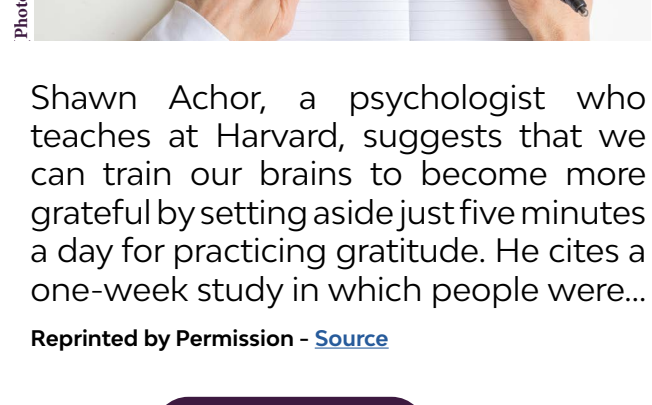 (Photo
Shawn Achor, a psychologist who
teaches at Harvard, suggests that we
can train our brains to become more
grateful by setting aside just five minutes
a day for practicing gratitude. He cites a
one-week study in which people were...
Reprinted by Permission - Source